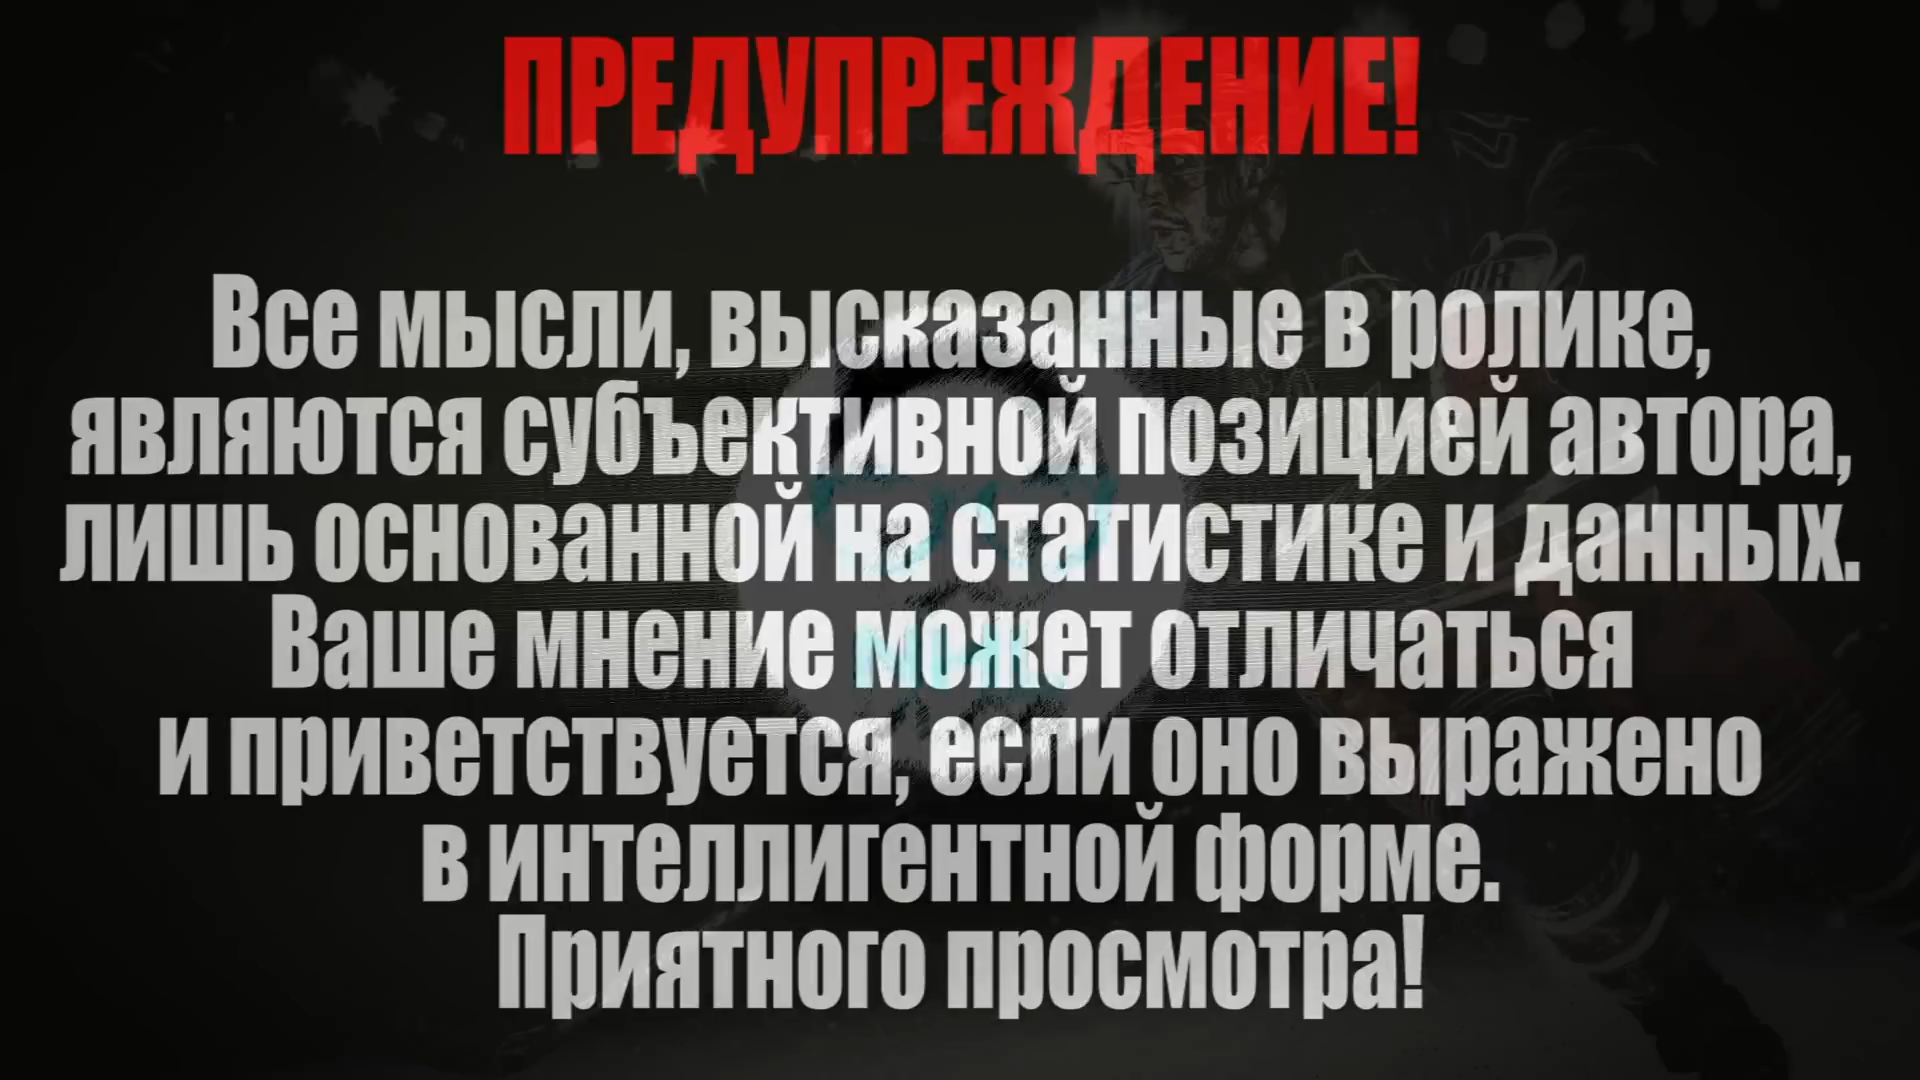 ПРЕДУПРЕЖДЕНИЕ!
Все мысли, высказанные в ролике,
являются субъективной позицией автора,
лишь основанной на статистике и данных.
Ваше мнение может отличаться
и приветствуется, если оно выражено
в интеллигентной форме.
Приятного просмотра!